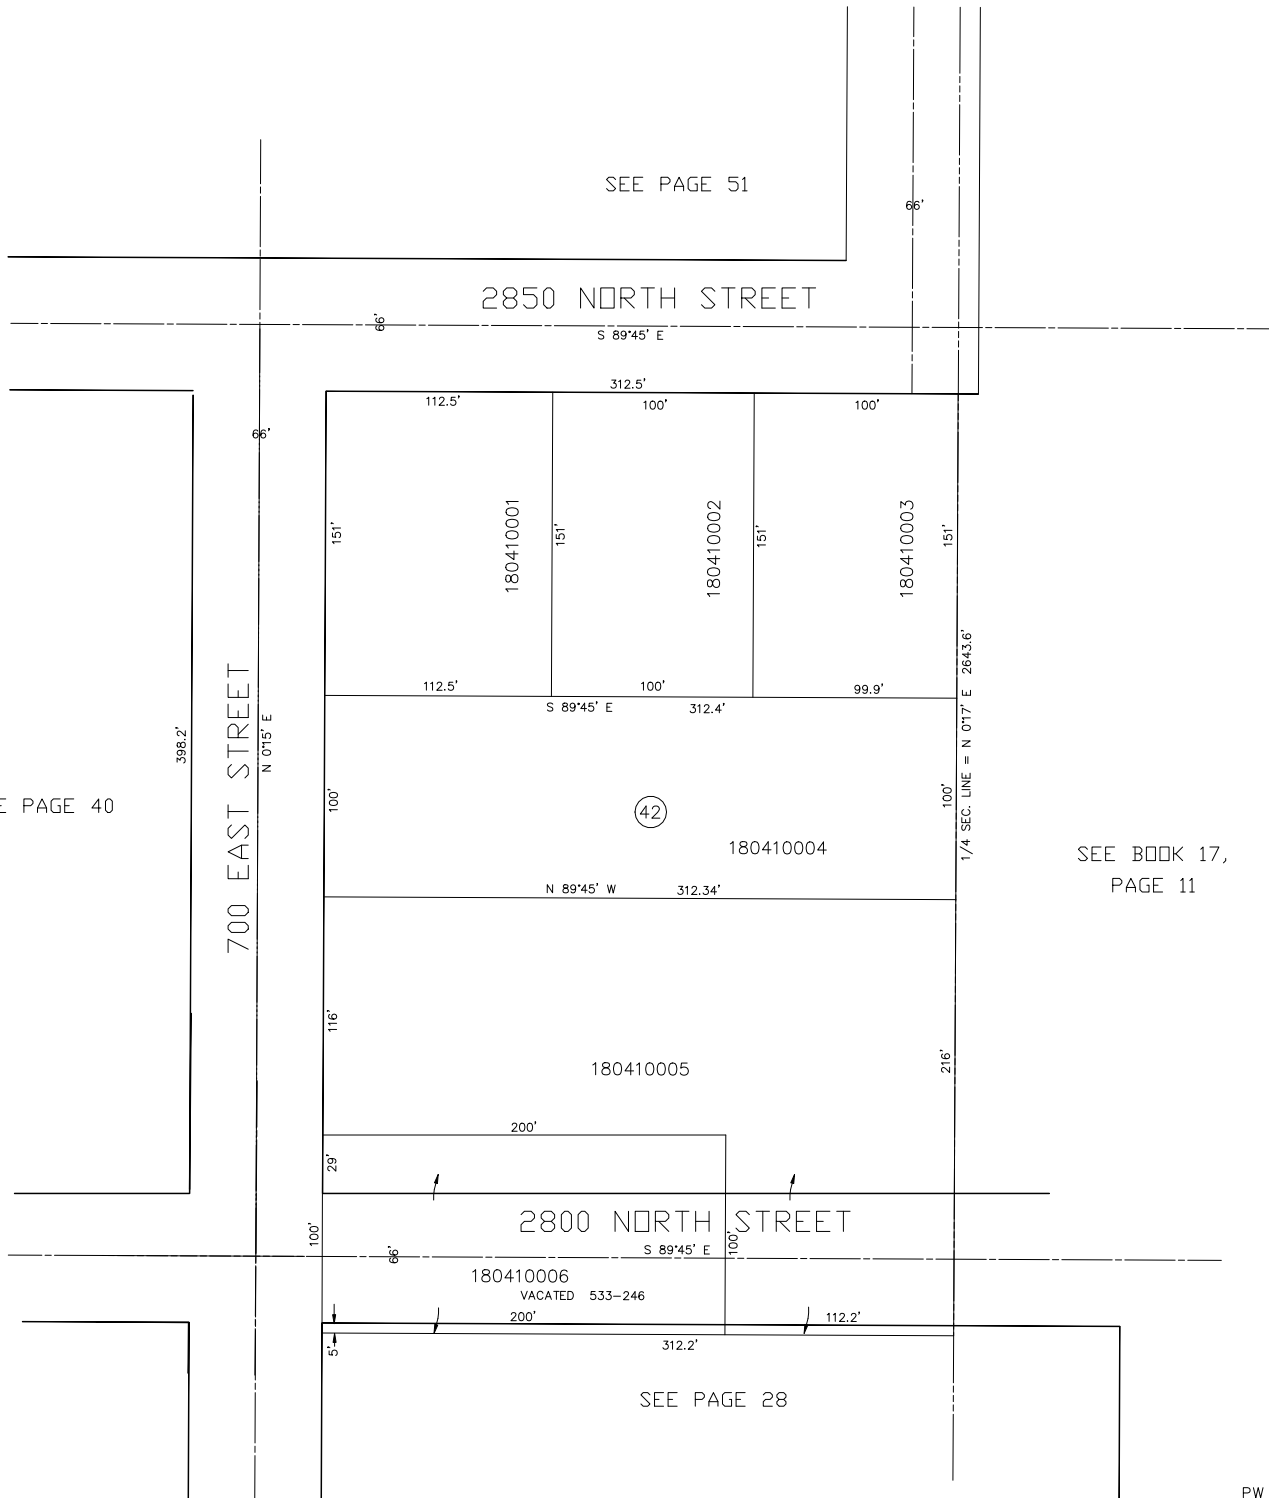 SEE PAGE 51
66'
2850 NORTH STREET
66'
S 89°45' E
312.5'
112.5'
100'
100'
66'
151'
180410001
151'
180410002
151'
180410003
151'
112.5'
100'
99.9'
S 89°45' E
312.4'
1/4 SEC. LINE = N 0°17' E 2643.6'
398.2'
700 EAST STREET
N 0°15' E
E PAGE 40
100'
42
100'
180410004
SEE BOOK 17,
PAGE 11
N 89°45' W
312.34'
116'
180410005
216'
200'
29'
2800 NORTH STREET
100'
66'
S 89°45' E
100'
180410006
VACATED 533-246
200'
112.2'
5'
312.2'
SEE PAGE 28
PW